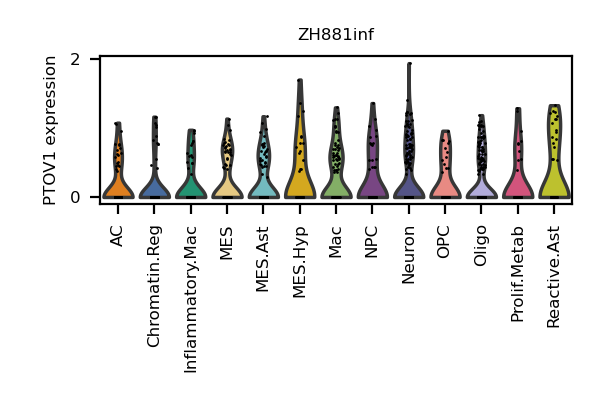 ZH881inf
PTOV1 expression
2
0
AC
Chromatin.Reg
Inflammatory.Mac
MES
MES.Ast
MES.Hyp
Mac
NPC
Neuron
OPC
Oligo
Prolif.Metab
Reactive.Ast